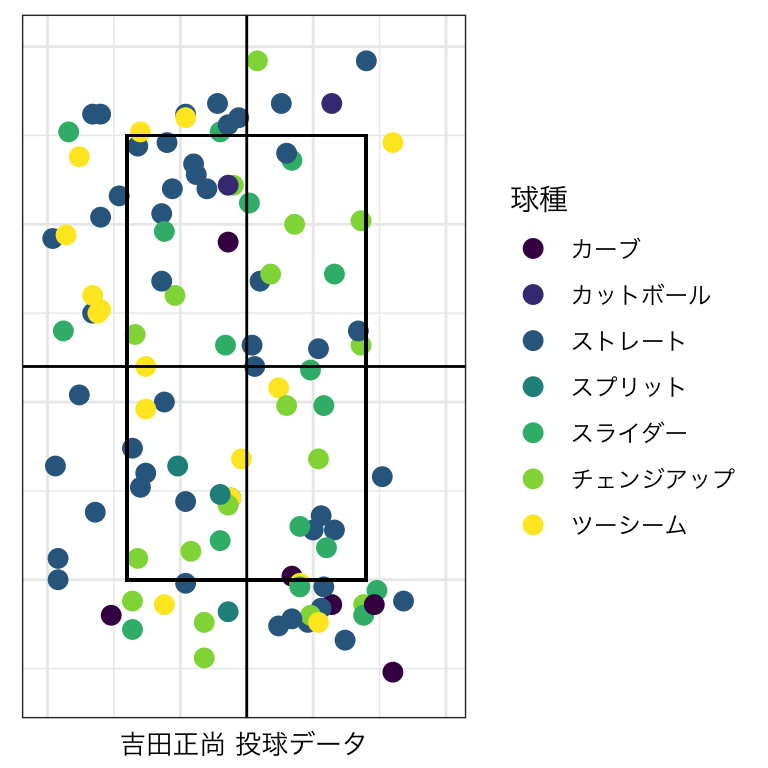 球種
カーブ
カットボール
ストレート
スプリット
スライダー
チェンジアップ
ツーシーム
吉田正尚 投球データ